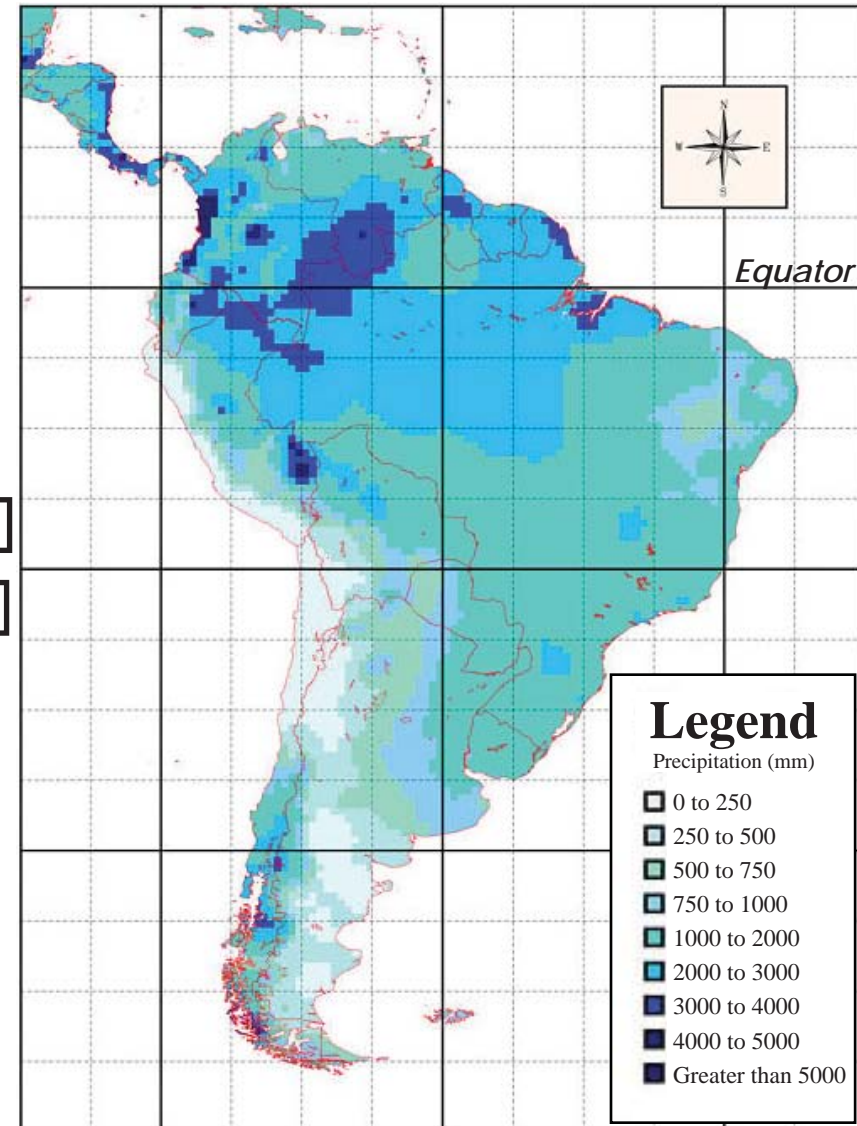 N
W E
S
Equator
Legend
Precipitation (mm)
0 to 250
250 to 500
500 to 750
750 to 1000
1000 to 2000
2000 to 3000
3000 to 4000
4000 to 5000
Greater than 5000